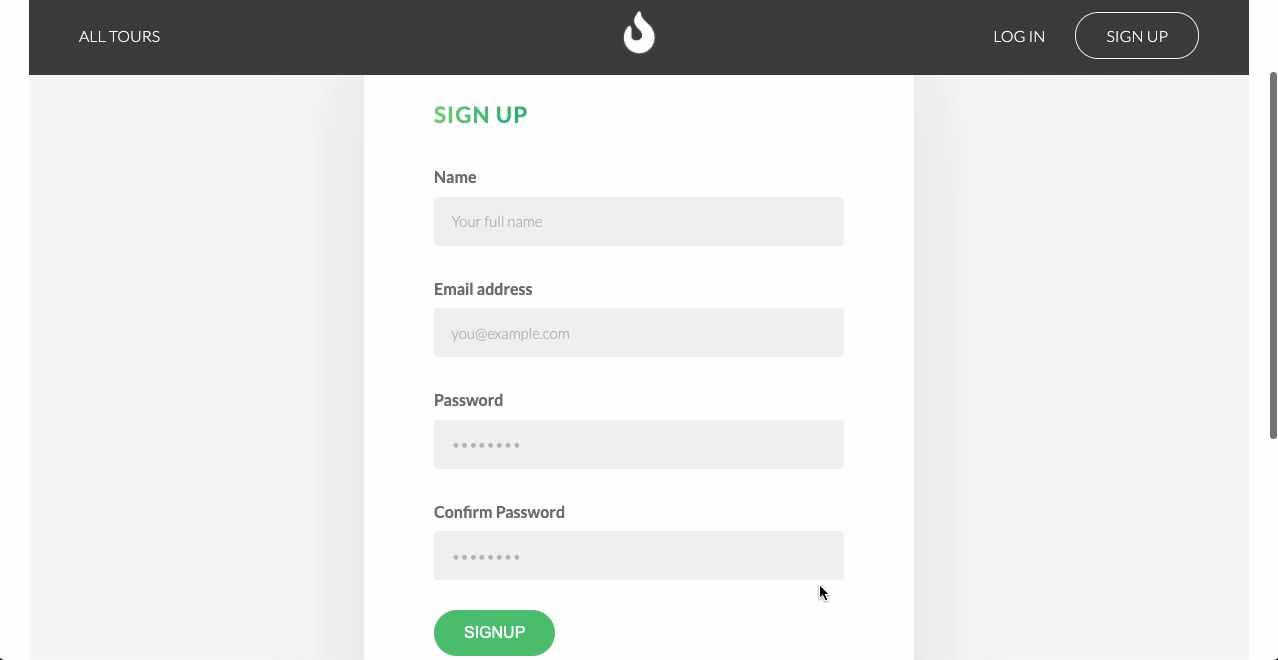 ALL TOURS
LOG IN
SIGN UP
SIGN UP
Name
Your full name
Email address
you@example.com
Password
••••••••
Confirm Password
••••••••
SIGNUP